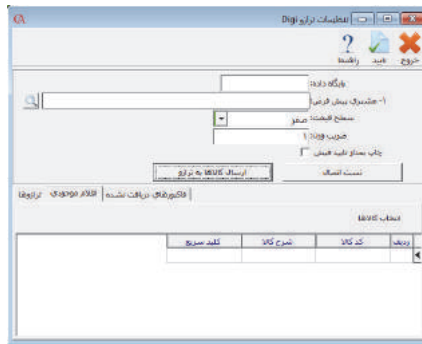 تنظیمات ترازو Digi
خروج تایید راهنما
پایگاه داده:
۱- مشتری پیش فرض:
سطح قیمت: صفر
ضریب وزن: ۱
چاپ بعد از تایید فیش
تست اتصال ارسال کالاها به ترازو
ترازوها اقلام موجودی فاکتورهای دریافت نشده
انتخاب کالاها
ردیف کد کالا شرح کالا کلید سریع